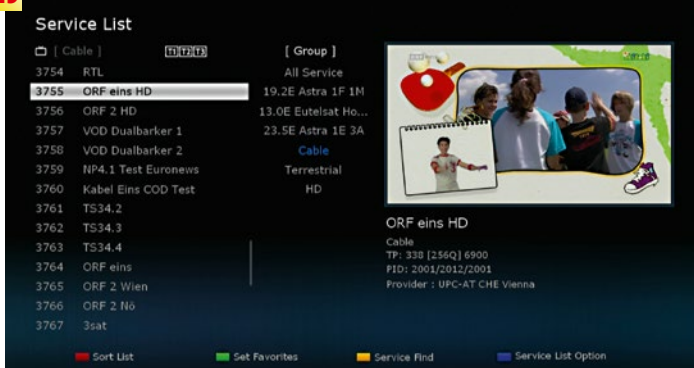 Service List
[ Cable ] T1 T2 T3 [ Group ]
3754 RTL All Service
3755 ORF eins HD 19.2E Astra 1F 1M
3756 ORF 2 HD 13.0E Eutelsat Ho...
3757 VOD Dualbarker 1 23.5E Astra 1E 3A
3758 VOD Dualbarker 2 Cable
3759 NP4.1 Test Euronews Terrestrial
3760 Kabel Eins COD Test HD
3761 TS34.2
3762 TS34.3
3763 TS34.4
3764 ORF eins
3765 ORF 2 Wien
3766 ORF 2 Nö
3767 3sat
ORF eins HD
Cable
TP: 338 [256Q] 6900
PID: 2001/2012/2001
Provider : UPC-AT CHE Vienna
Sort List Set Favorites Service Find Service List Option